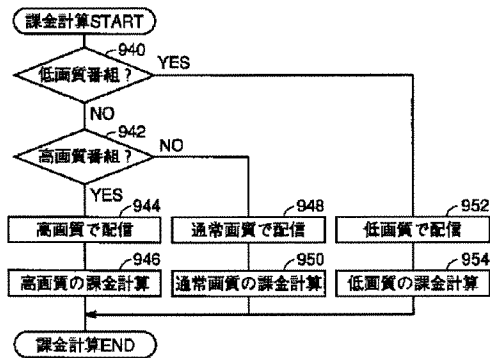 課金計算START
940
低画質番組?
YES
NO
942
高画質番組?
NO
YES
944
高画質で配信
948
通常画質で配信
952
低画質で配信
946
高画質の課金計算
950
通常画質の課金計算
954
低画質の課金計算
課金計算END